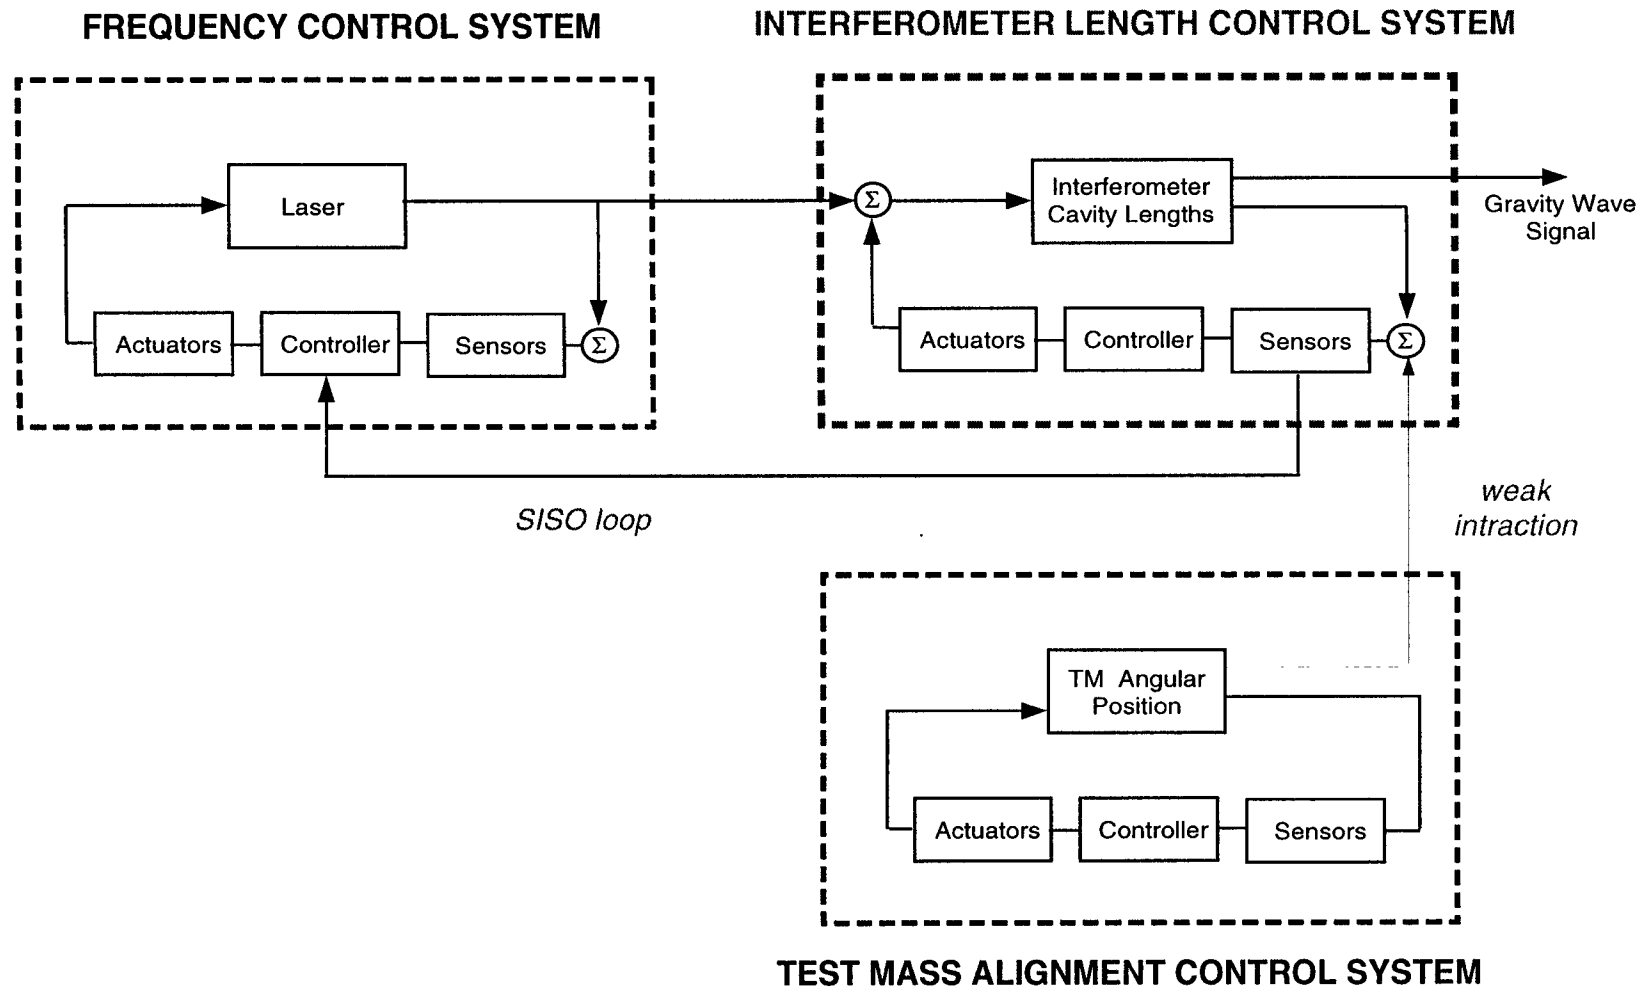 FREQUENCY CONTROL SYSTEM
INTERFEROMETER LENGTH CONTROL SYSTEM
Laser
Actuators
Controller
Sensors
Σ
Σ
Interferometer
Cavity Lengths
Gravity Wave
Signal
Actuators
Controller
Sensors
Σ
SISO loop
weak
intraction
TM Angular
Position
Actuators
Controller
Sensors
TEST MASS ALIGNMENT CONTROL SYSTEM